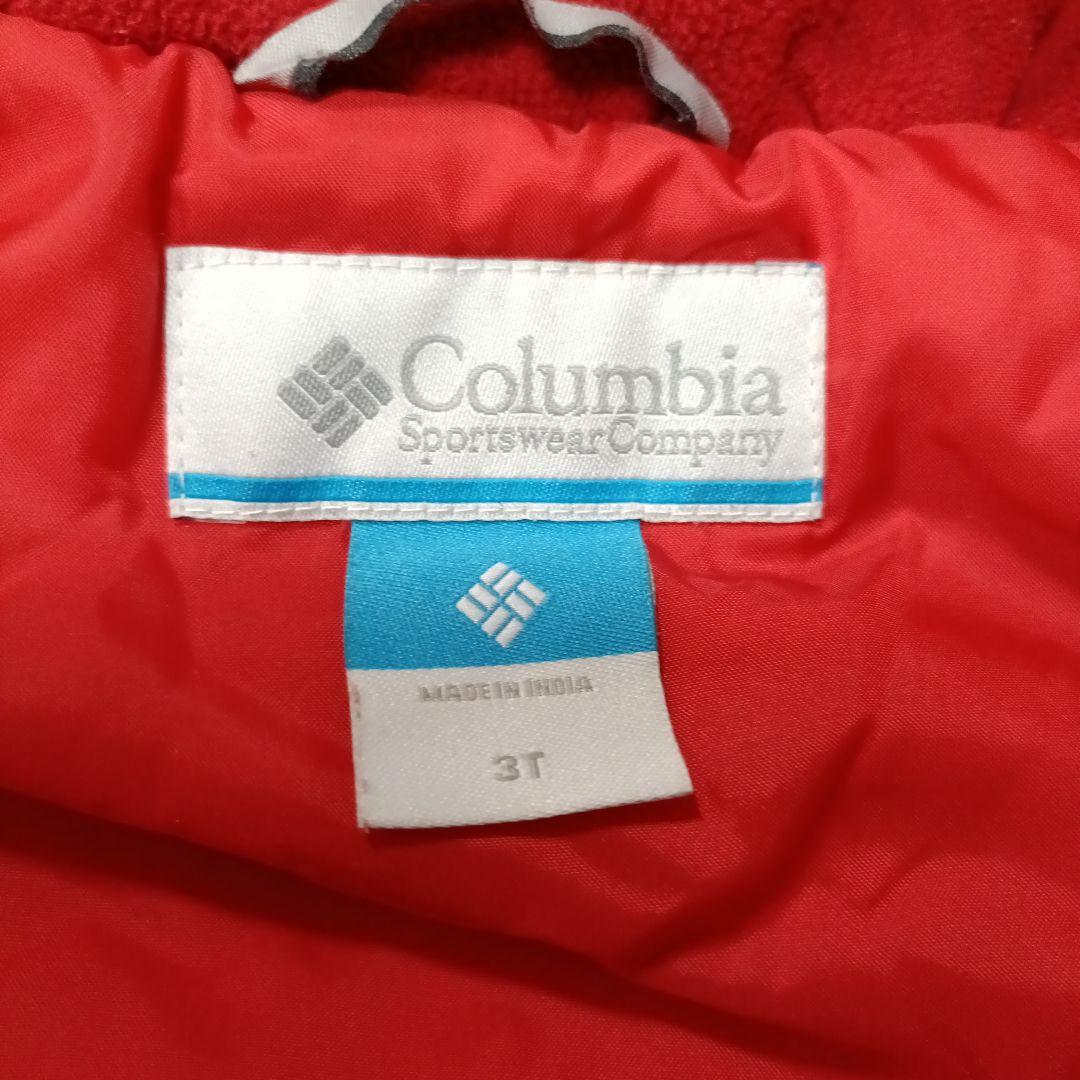 Columbia
Sportswear Company
MADE IN INDIA
3T